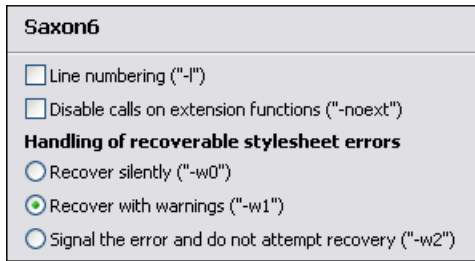 Saxon6
Line numbering ("-l")
Disable calls on extension functions ("-noext")
Handling of recoverable stylesheet errors
Recover silently ("-w0")
Recover with warnings ("-w1")
Signal the error and do not attempt recovery ("-w2")